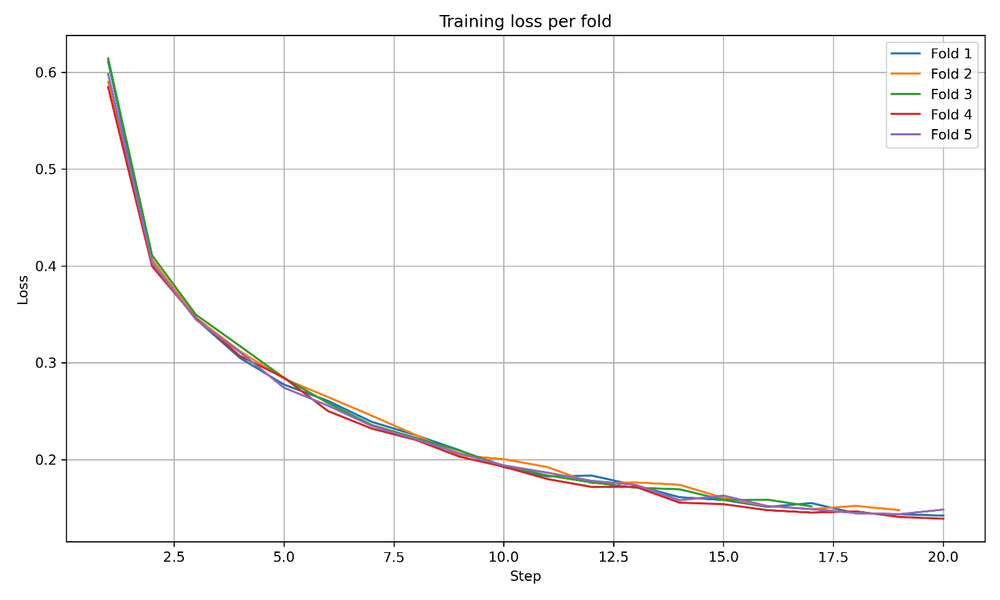 Training loss per fold
Fold 1
Fold 2
Fold 3
Fold 4
Fold 5
0.6
0.5
0.4
0.3
0.2
Loss
2.5 5.0 7.5 10.0 12.5 15.0 17.5 20.0
Step